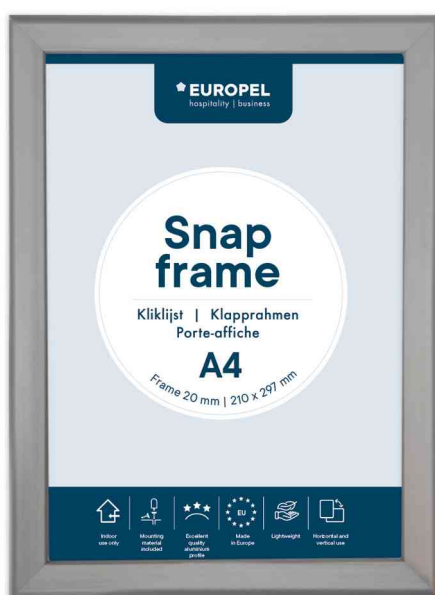 EUROPEL
hospitality | business
Snap
frame
Kliklijst | Klapprahmen
Porte-affiche
A4
Frame 20 mm | 210 x 297 mm
EU
Indoor
use only
Mounting
material
included
Excellent
quality
aluminium
profile
Made
in Europe
Lightweight
Horizontal and
vertical use